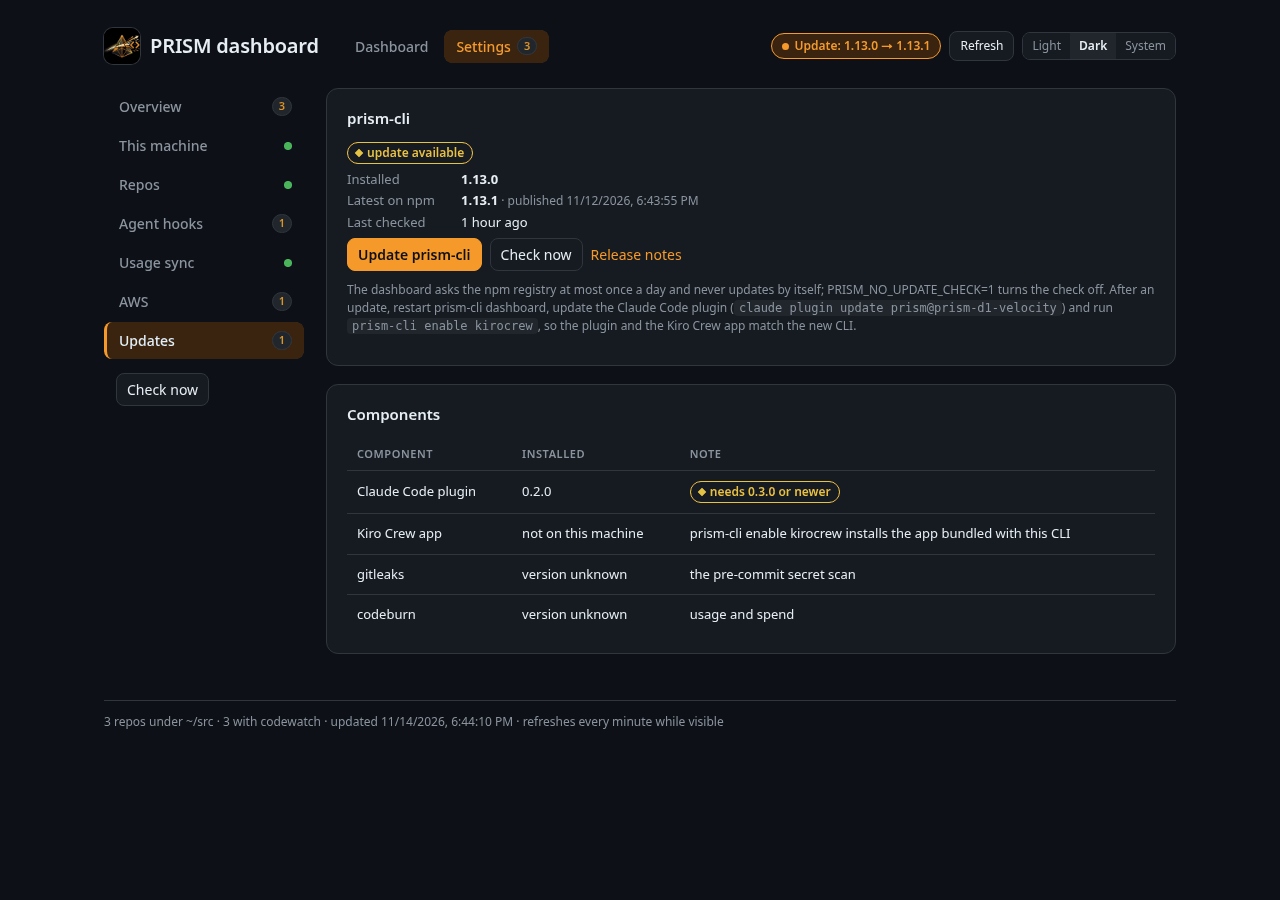 PRISM dashboard
Dashboard
Settings 3
Update: 1.13.0 → 1.13.1
Refresh
Light Dark System
Overview 3
This machine
Repos
Agent hooks 1
Usage sync
AWS 1
Updates 1
Check now
prism-cli
◆ update available
Installed 1.13.0
Latest on npm 1.13.1 · published 11/12/2026, 6:43:55 PM
Last checked 1 hour ago
Update prism-cli Check now Release notes
The dashboard asks the npm registry at most once a day and never updates by itself; PRISM_NO_UPDATE_CHECK=1 turns the check off. After an
update, restart prism-cli dashboard, update the Claude Code plugin ( claude plugin update prism@prism-d1-velocity ) and run
prism-cli enable kirocrew , so the plugin and the Kiro Crew app match the new CLI.
Components
COMPONENT INSTALLED NOTE
Claude Code plugin 0.2.0 ◆ needs 0.3.0 or newer
Kiro Crew app not on this machine prism-cli enable kirocrew installs the app bundled with this CLI
gitleaks version unknown the pre-commit secret scan
codeburn version unknown usage and spend
3 repos under ~/src · 3 with codewatch · updated 11/14/2026, 6:44:10 PM · refreshes every minute while visible